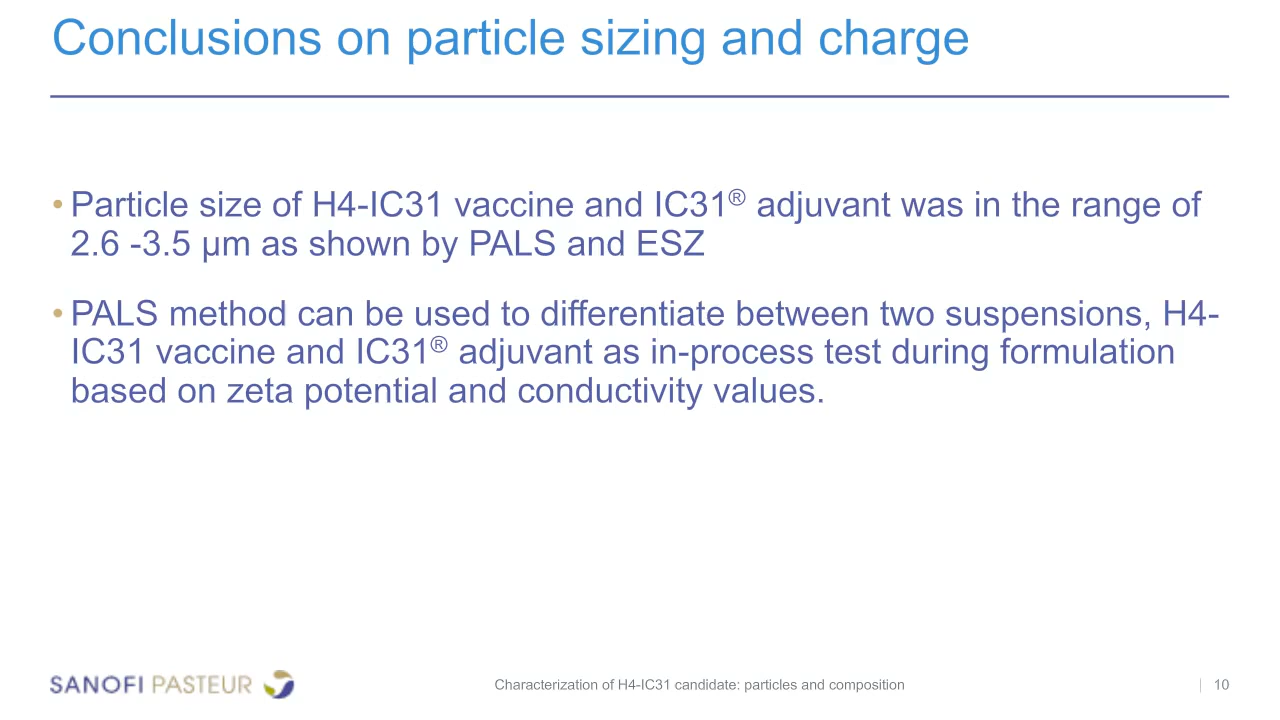 Conclusions on particle sizing and charge
• Particle size of H4-IC31 vaccine and IC31® adjuvant was in the range of
2.6 -3.5 µm as shown by PALS and ESZ
• PALS method can be used to differentiate between two suspensions, H4-
IC31 vaccine and IC31® adjuvant as in-process test during formulation
based on zeta potential and conductivity values.
SANOFI PASTEUR
Characterization of H4-IC31 candidate: particles and composition
| 10